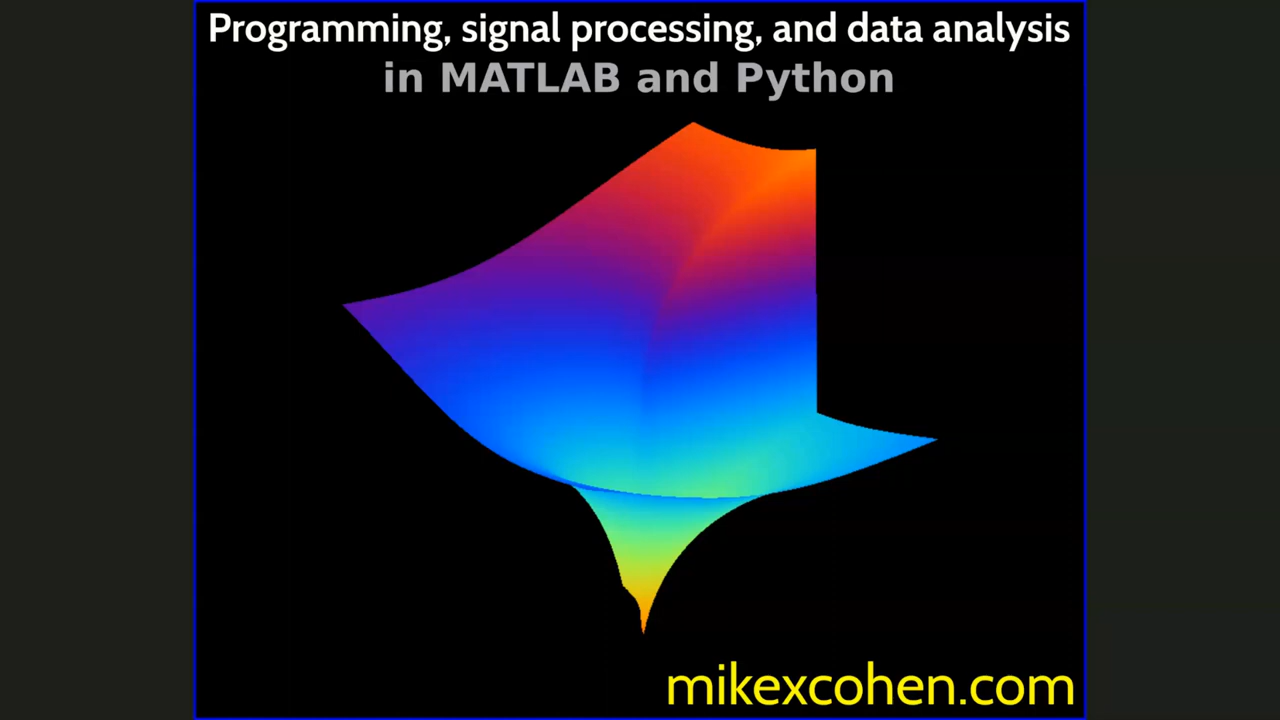 Programming, signal processing, and data analysis
in MATLAB and Python
mikexcohen.com